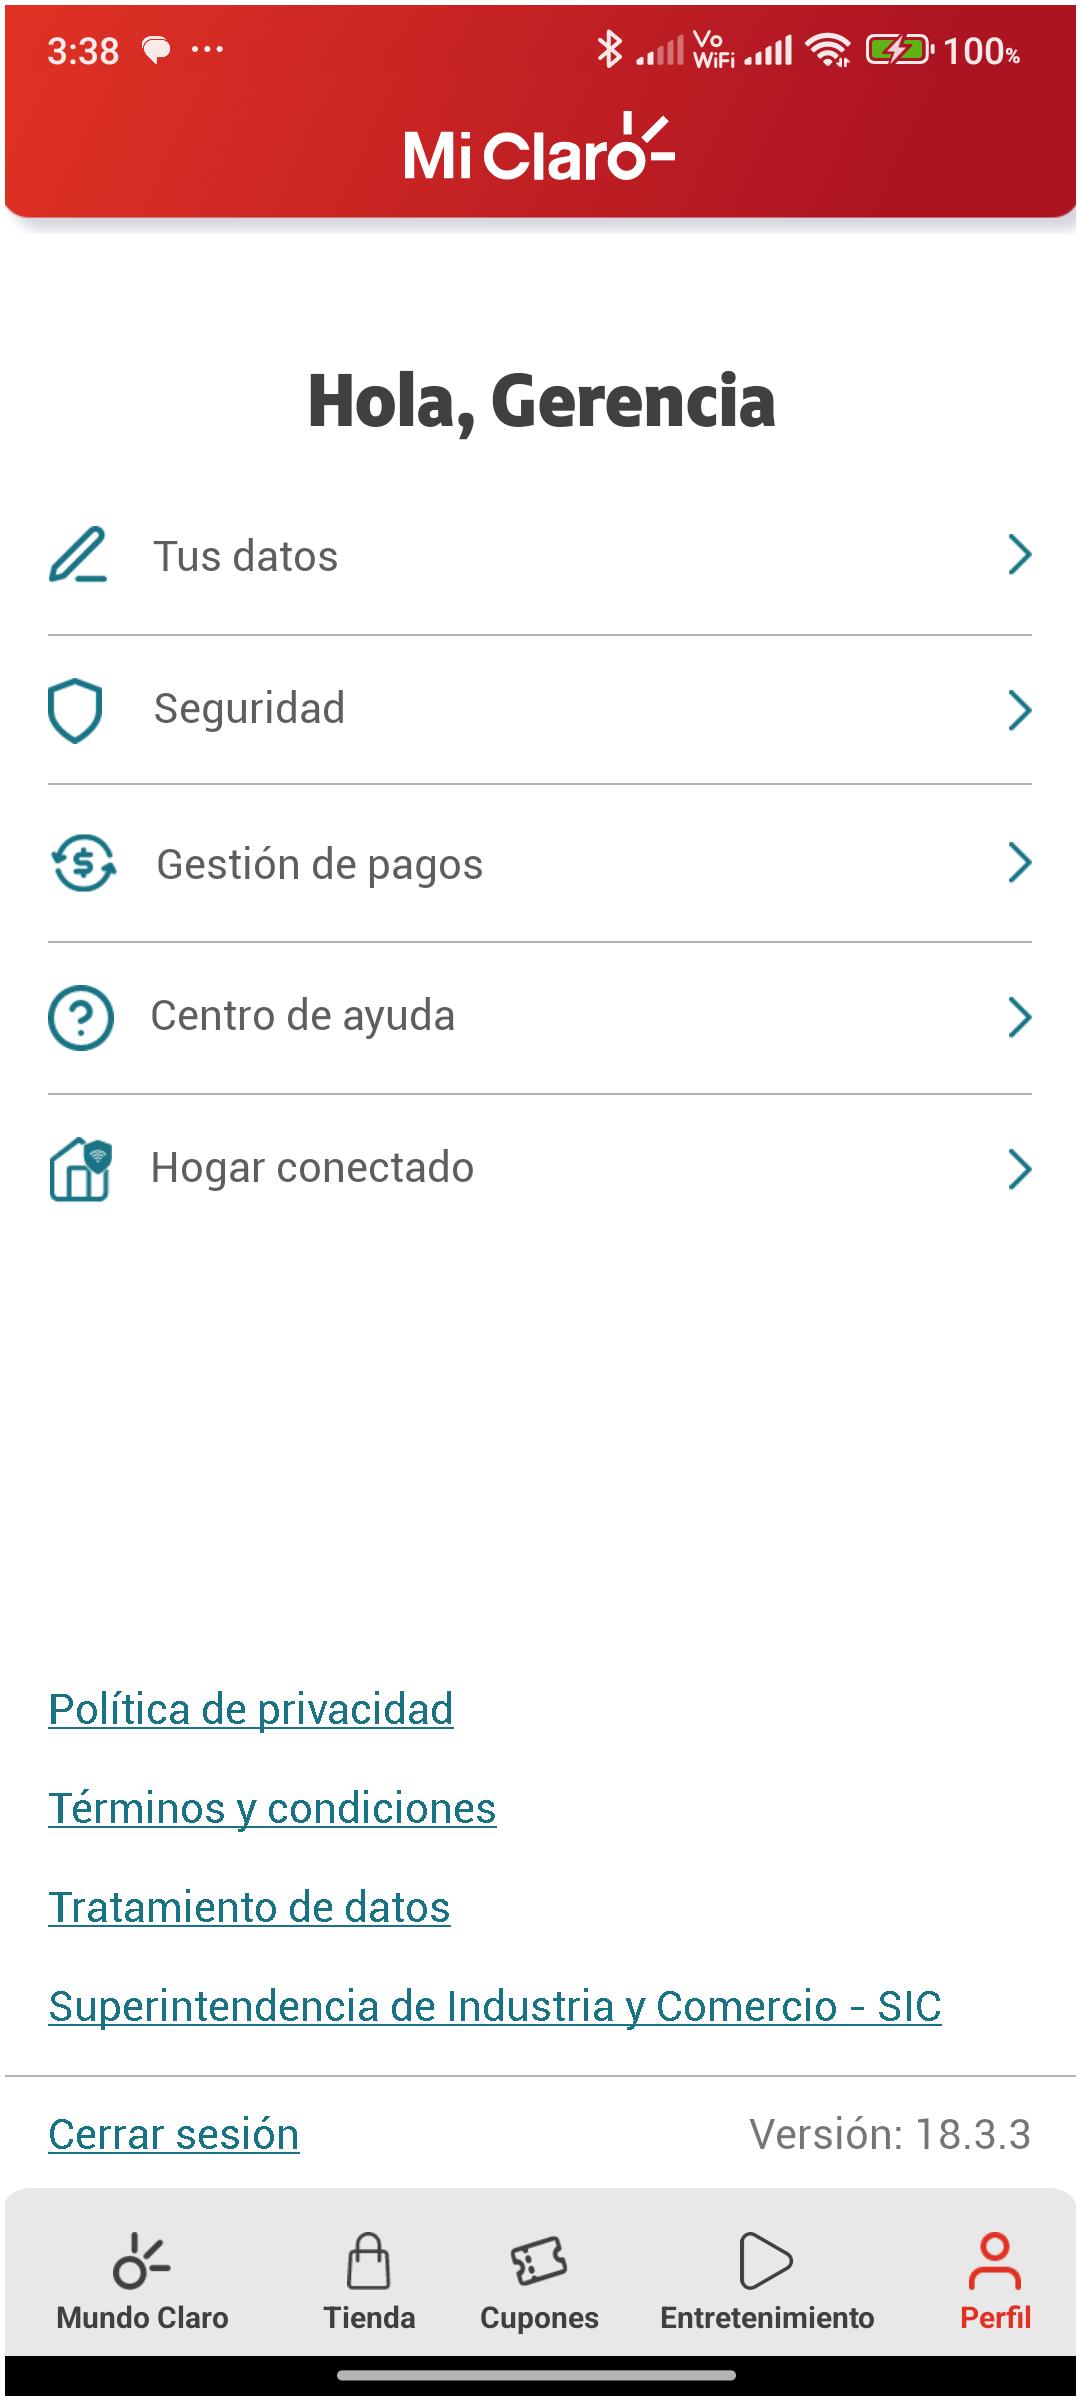 3:38 Vo WiFi 100%
Mi Claro
Hola, Gerencia
Tus datos
Seguridad
Gestión de pagos
Centro de ayuda
Hogar conectado
Política de privacidad
Términos y condiciones
Tratamiento de datos
Superintendencia de Industria y Comercio - SIC
Cerrar sesión Versión: 18.3.3
Mundo Claro Tienda Cupones Entretenimiento Perfil